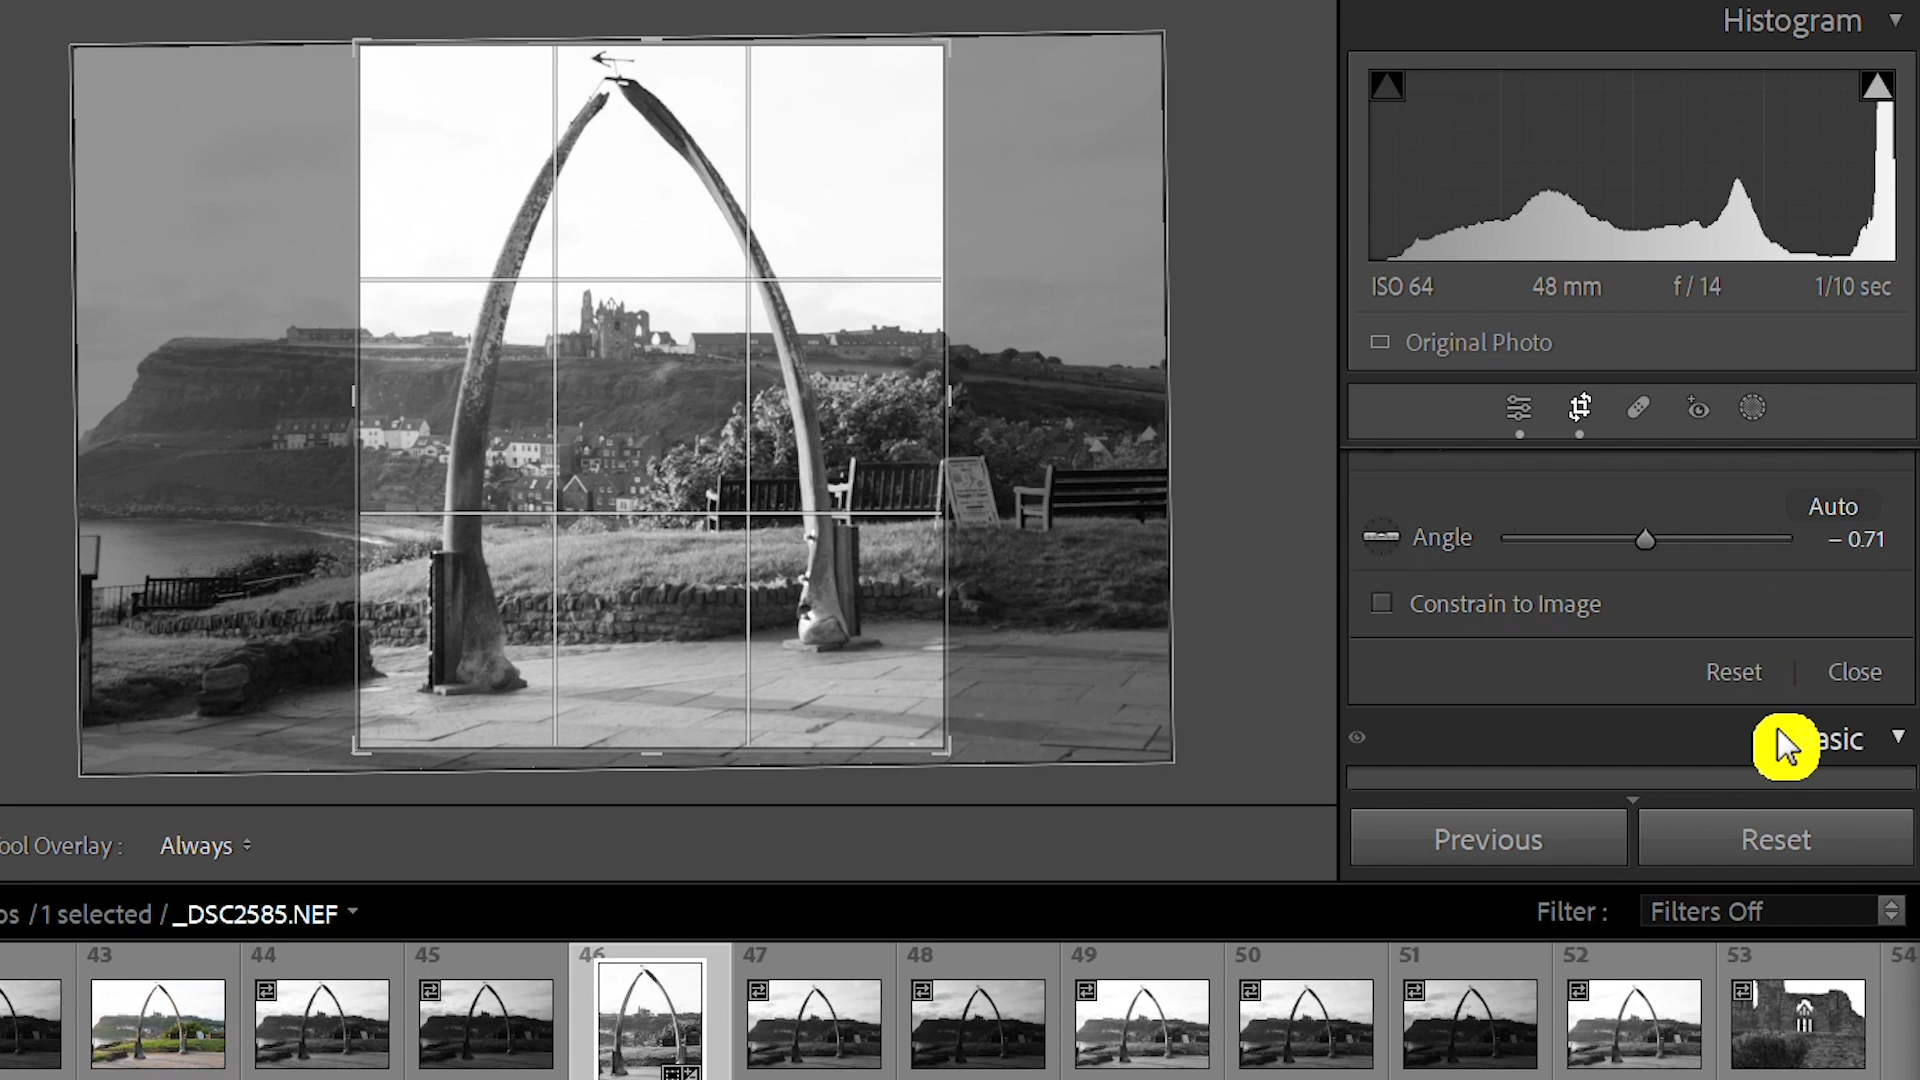 Histogram
ISO 64 48 mm f / 14 1/10 sec
Original Photo
Auto
Angle – 0.71
Constrain to Image
Reset Close
asic
Previous Reset
ool Overlay : Always
os / 1 selected / _DSC2585.NEF
Filter : Filters Off
43 44 45 46 47 48 49 50 51 52 53 54